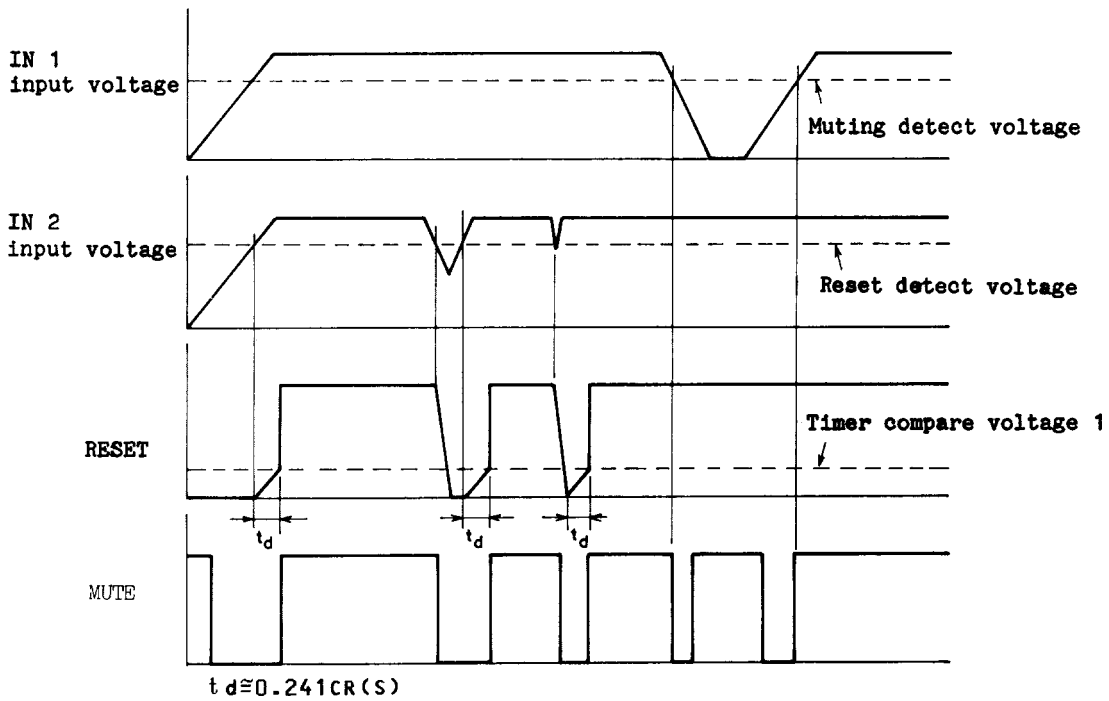 IN 1
input voltage
Muting detect voltage
IN 2
input voltage
Reset detect voltage
Timer compare voltage 1
RESET
td
td
td
MUTE
td≅0.241CR(S)